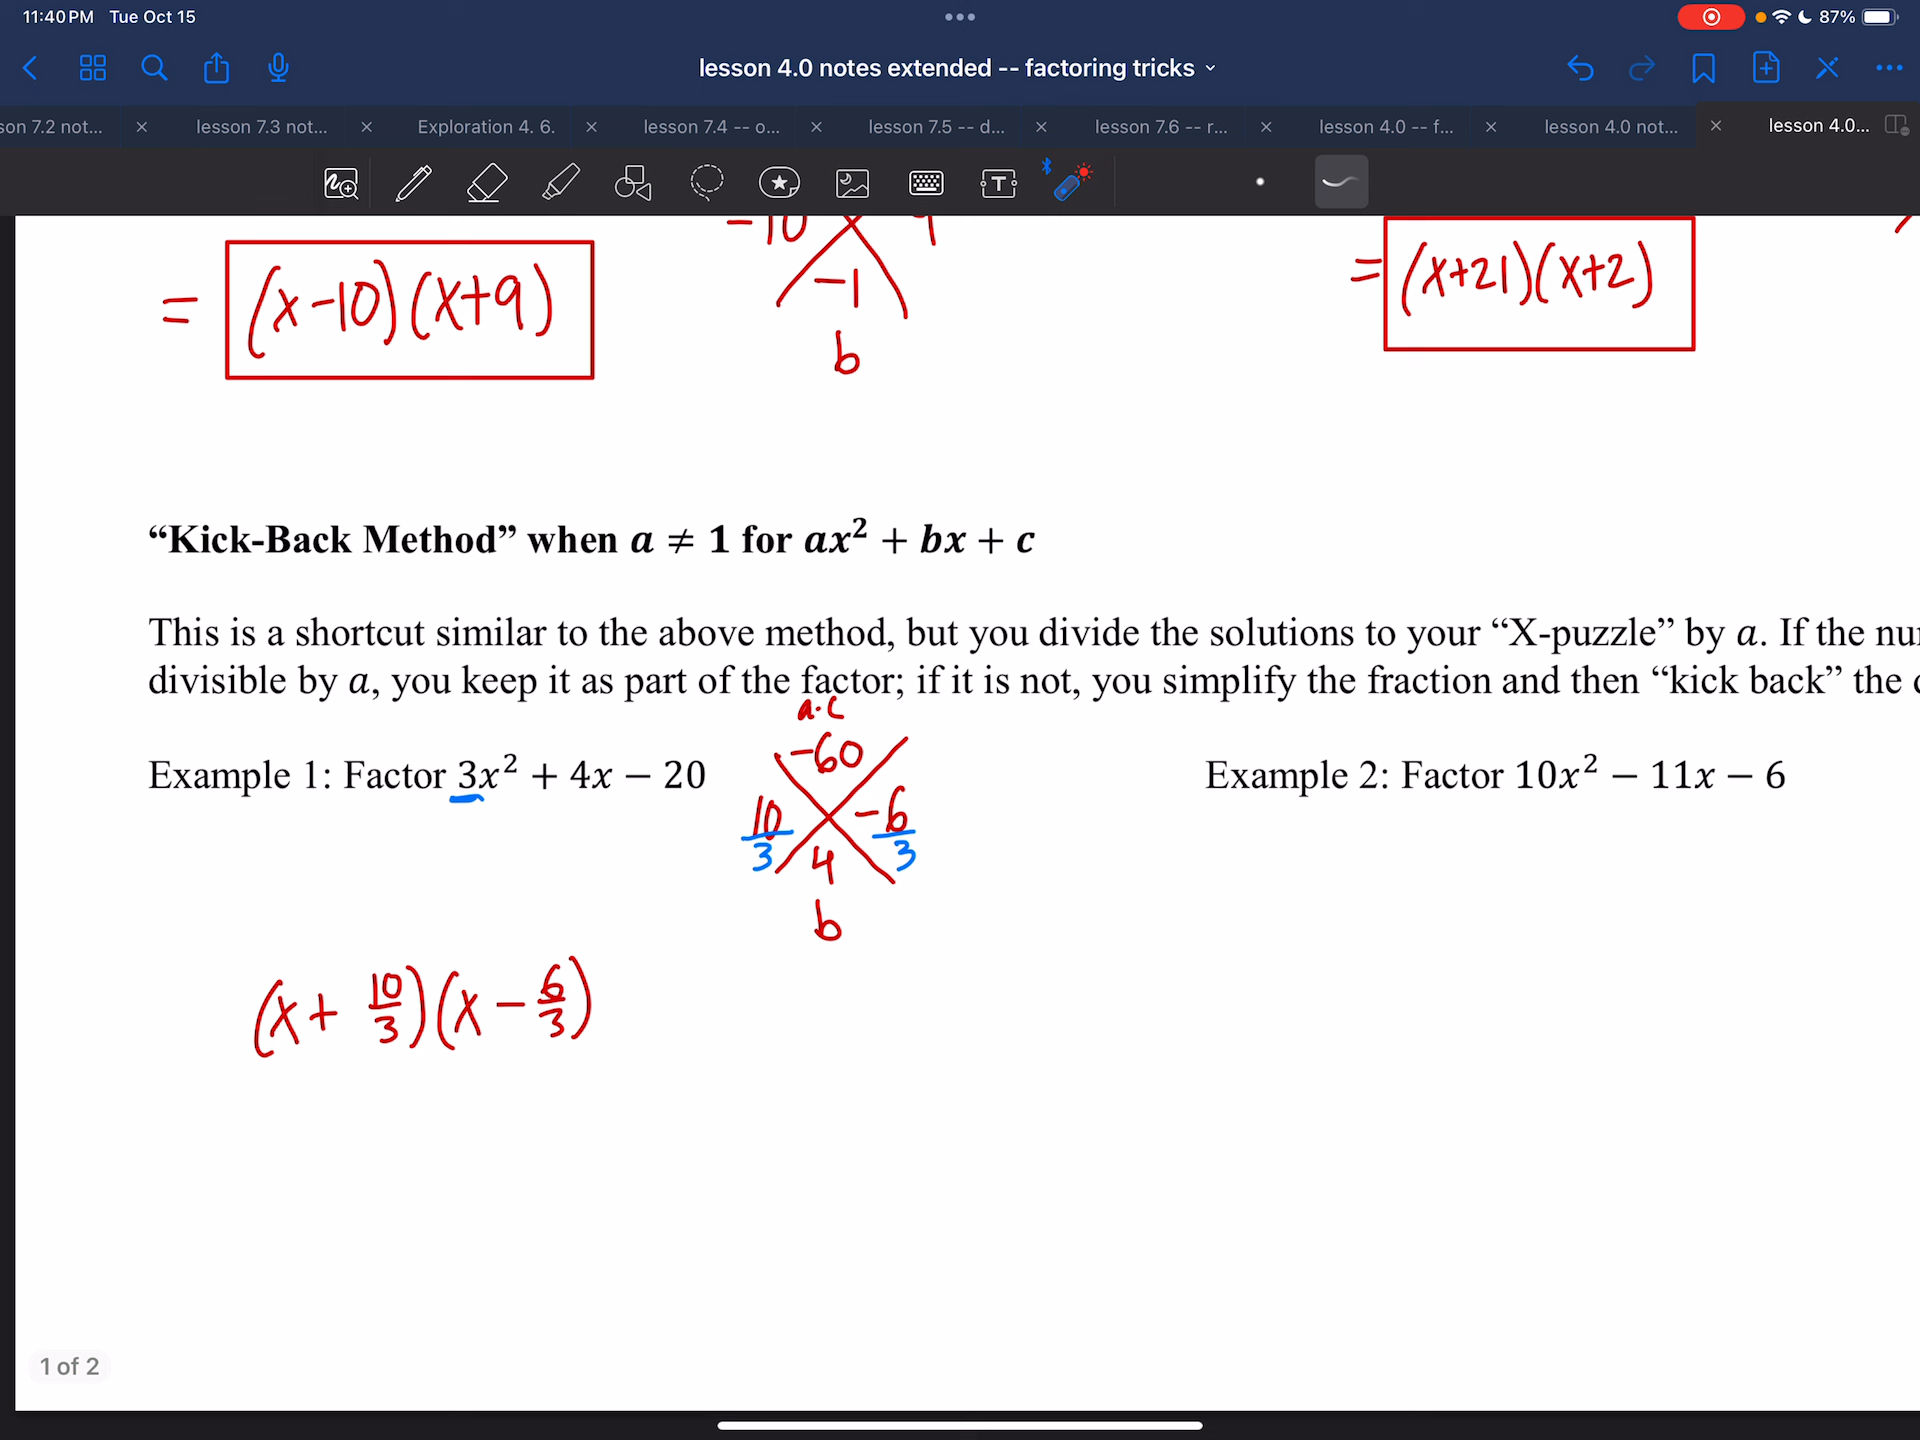 11:40 PM Tue Oct 15
87%
lesson 4.0 notes extended -- factoring tricks
son 7.2 not...
lesson 7.3 not...
Exploration 4. 6.
lesson 7.4 -- o...
lesson 7.5 -- d...
lesson 7.6 -- r...
lesson 4.0 -- f...
lesson 4.0 not...
lesson 4.0...
= (x-10)(x+9)
-10
-1
b
= (x+21)(x+2)
“Kick-Back Method” when a ≠ 1 for ax² + bx + c
This is a shortcut similar to the above method, but you divide the solutions to your “X-puzzle” by a. If the
divisible by a, you keep it as part of the factor; if it is not, you simplify the fraction and then “kick back” the
a·c
-60
Example 1: Factor 3x² + 4x − 20
10/3
-6/3
4
b
Example 2: Factor 10x² − 11x − 6
(x + 10/3)(x - 6/3)
1 of 2